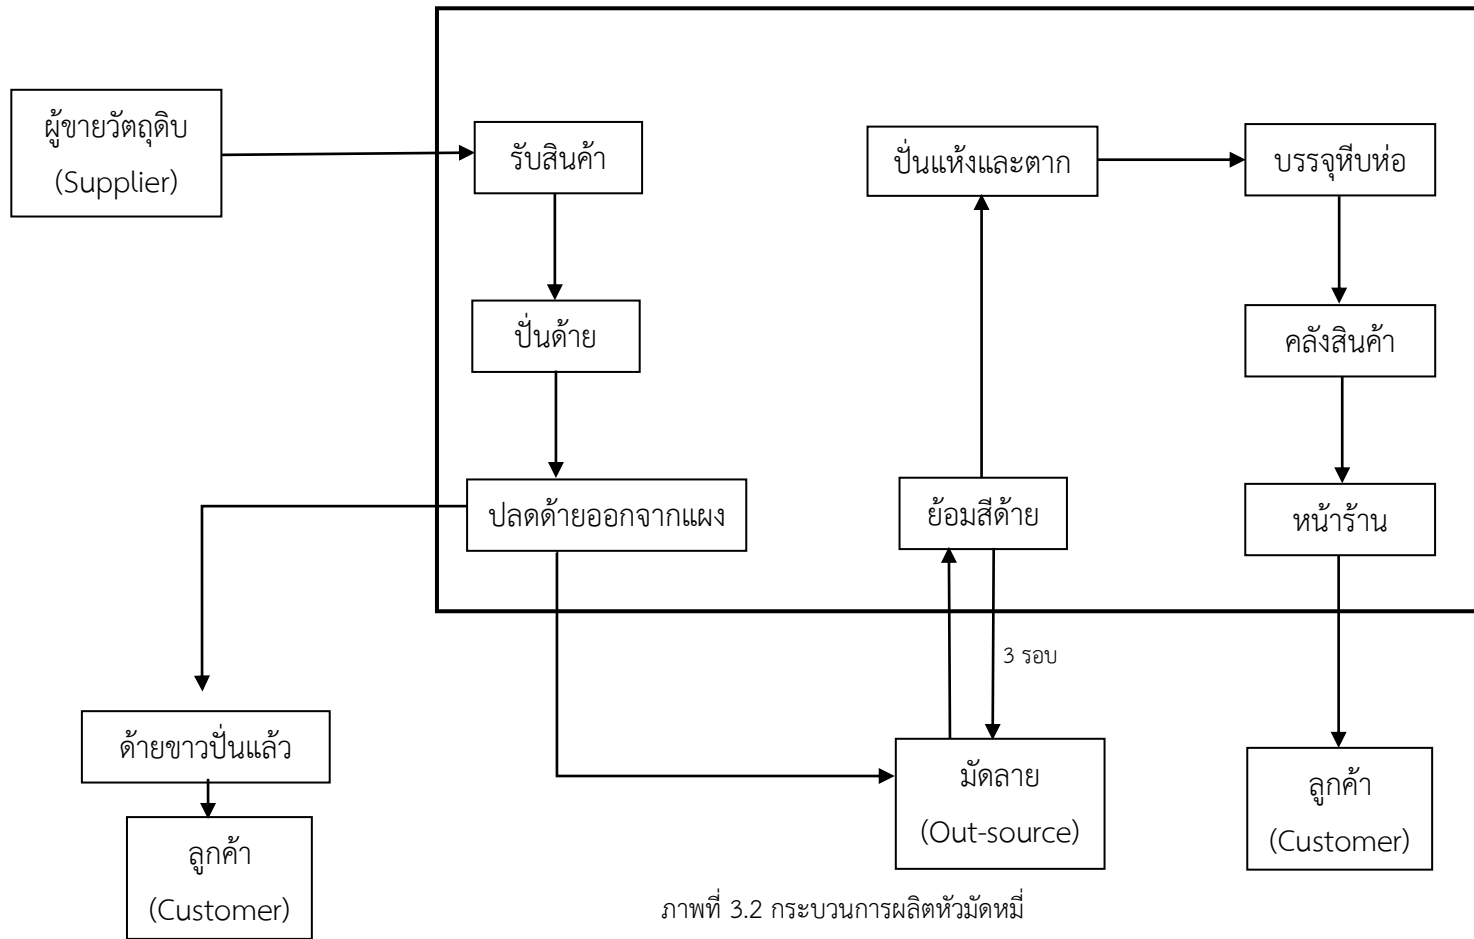 ผู้ขายวัตถุดิบ
(Supplier)
รับสินค้า
ปั่นด้าย
ปลดด้ายออกจากแผง
ด้ายขาวปั่นแล้ว
ลูกค้า
(Customer)
ปั่นแห้งและตาก
ย้อมสีด้าย
3 รอบ
มัดลาย
(Out-source)
บรรจุหีบห่อ
คลังสินค้า
หน้าร้าน
ลูกค้า
(Customer)
ภาพที่ 3.2 กระบวนการผลิตหัวมัดหมี่